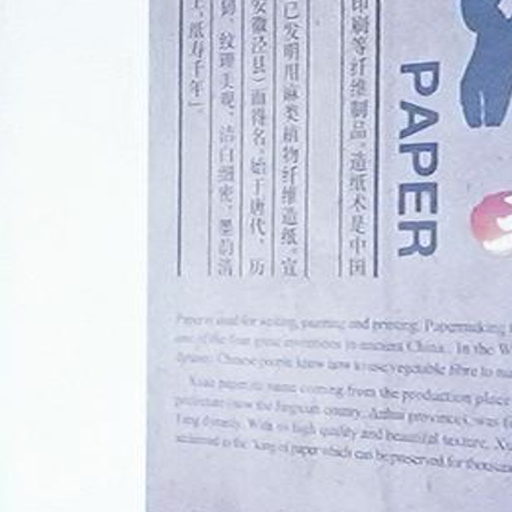 PAPER
印刷等纤维制品。造纸术是中国
已发明用麻类植物纤维造纸。宣
安徽泾县）而得名。始于唐代、历
纹理美观、洁白细密、墨韵清
纸寿千年」。
Paper is used for writing, painting and printing. Papermaking
one of the four great inventions in ancient China. In the W
dynasty Chinese people knew how to use vegetable fibre to
Xuan paper its name coming from the production place
prefecture (now the Jingxuan county, Anhui province), was
Tang dynasty. With its high quality and beautiful texture, Xu
acclaimed as the "king of paper which can be preserved for thousand